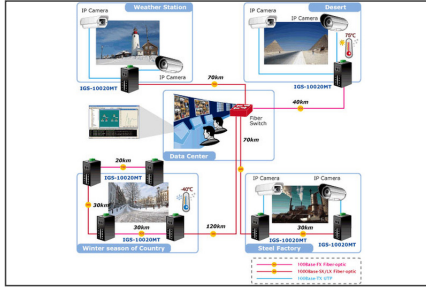 Weather Station
IP Camera
IP Camera
IGS-10020MT
70km
Desert
IP Camera
IP Camera
70°C
IGS-10020MT
40km
Fiber
Switch
70km
Data Center
20km
IGS-10020MT
30km
-40°C
30km
IGS-10020MT
120km
Winter season of Country
IP Camera
IP Camera
30km
IGS-10020MT
IGS-10020MT
Steel Factory
100Base-FX Fiber-optic
1000Base-SX/LX Fiber-optic
100Base-TX UTP